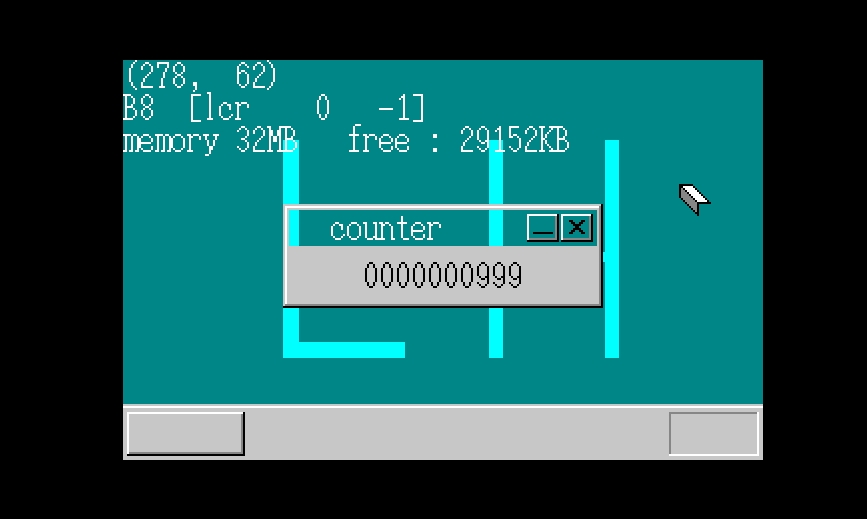 (278,  62)
B8  [lcr    0   -1]
memory 32MB   free : 29152KB
counter
0000000999